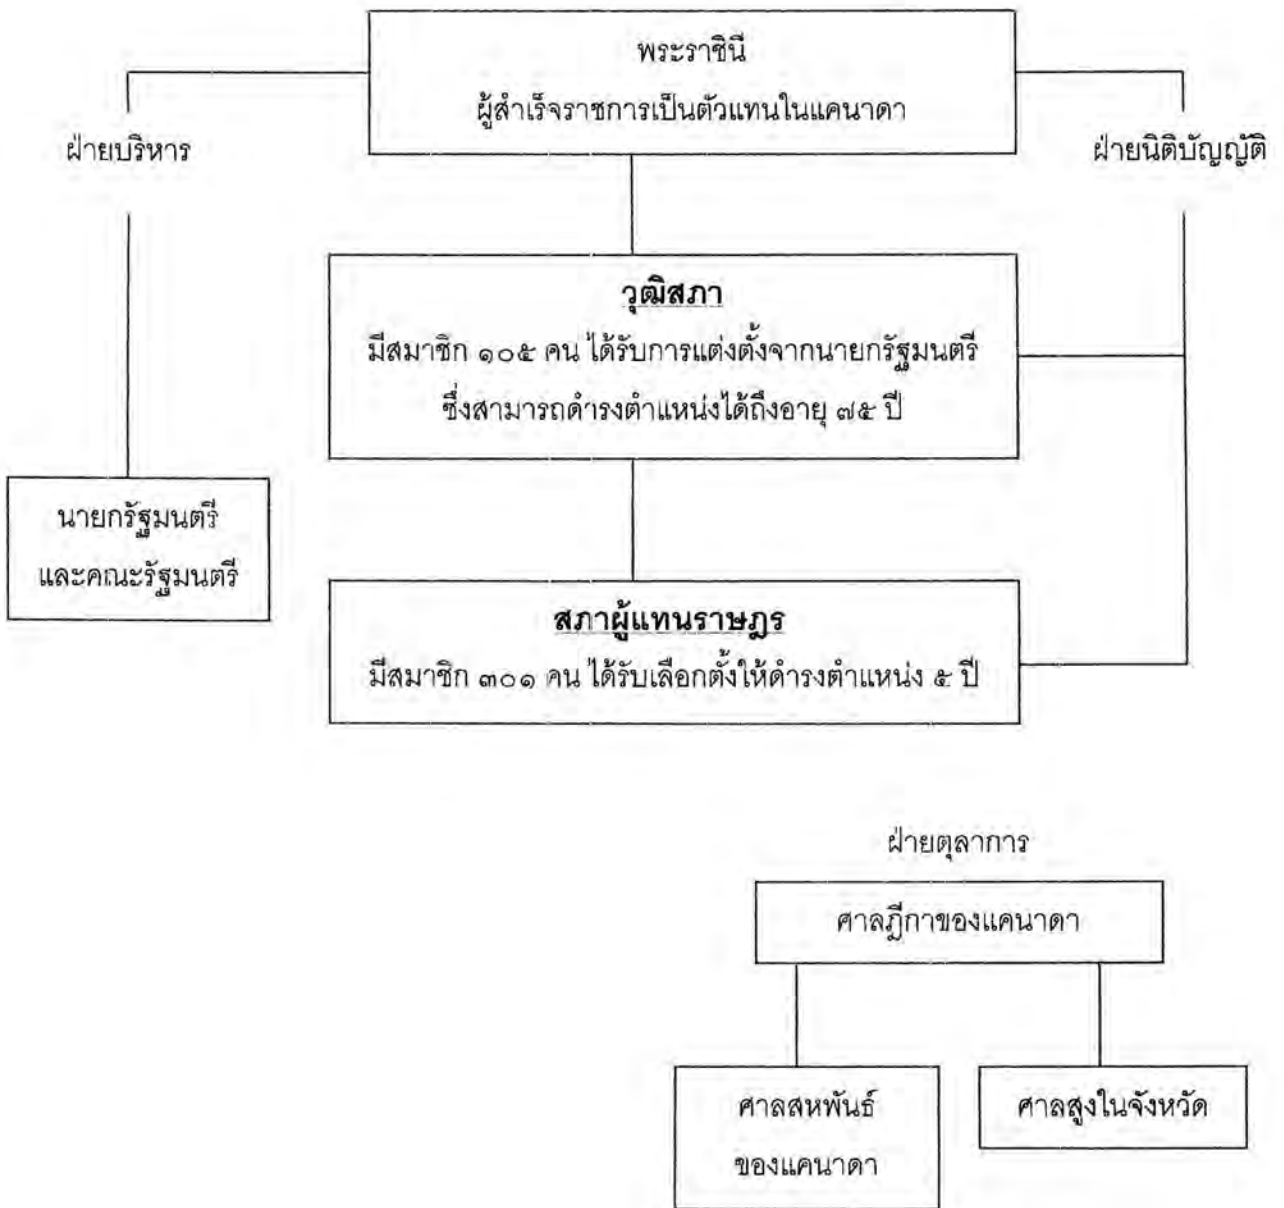 พระราชินี
ผู้สำเร็จราชการเป็นตัวแทนในแคนาดา
ฝ่ายบริหาร
ฝ่ายนิติบัญญัติ
วุฒิสภา
มีสมาชิก ๑๐๕ คน ได้รับการแต่งตั้งจากนายกรัฐมนตรี
ซึ่งสามารถดำรงตำแหน่งได้ถึงอายุ ๗๕ ปี
นายกรัฐมนตรี
และคณะรัฐมนตรี
สภาผู้แทนราษฎร
มีสมาชิก ๓๐๑ คน ได้รับเลือกตั้งให้ดำรงตำแหน่ง ๕ ปี
ฝ่ายตุลาการ
ศาลฎีกาของแคนาดา
ศาลสหพันธ์
ของแคนาดา
ศาลสูงในจังหวัด